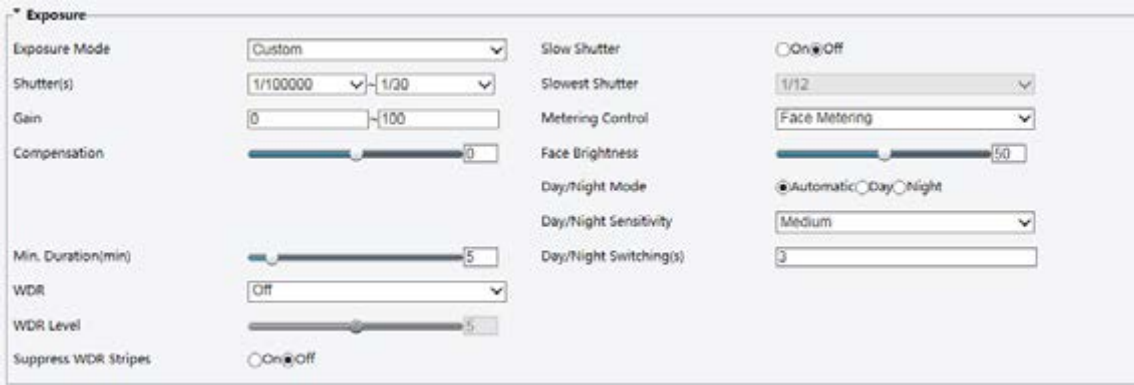 Exposure
Exposure Mode Custom Slow Shutter On Off
Shutter(s) 1/100000 ~ 1/30 Slowest Shutter 1/12
Gain 0 ~ 100 Metering Control Face Metering
Compensation 0 Face Brightness 50
Day/Night Mode Automatic Day Night
Day/Night Sensitivity Medium
Min. Duration(min) 5 Day/Night Switching(s) 3
WDR Off
WDR Level 5
Suppress WDR Stripes On Off